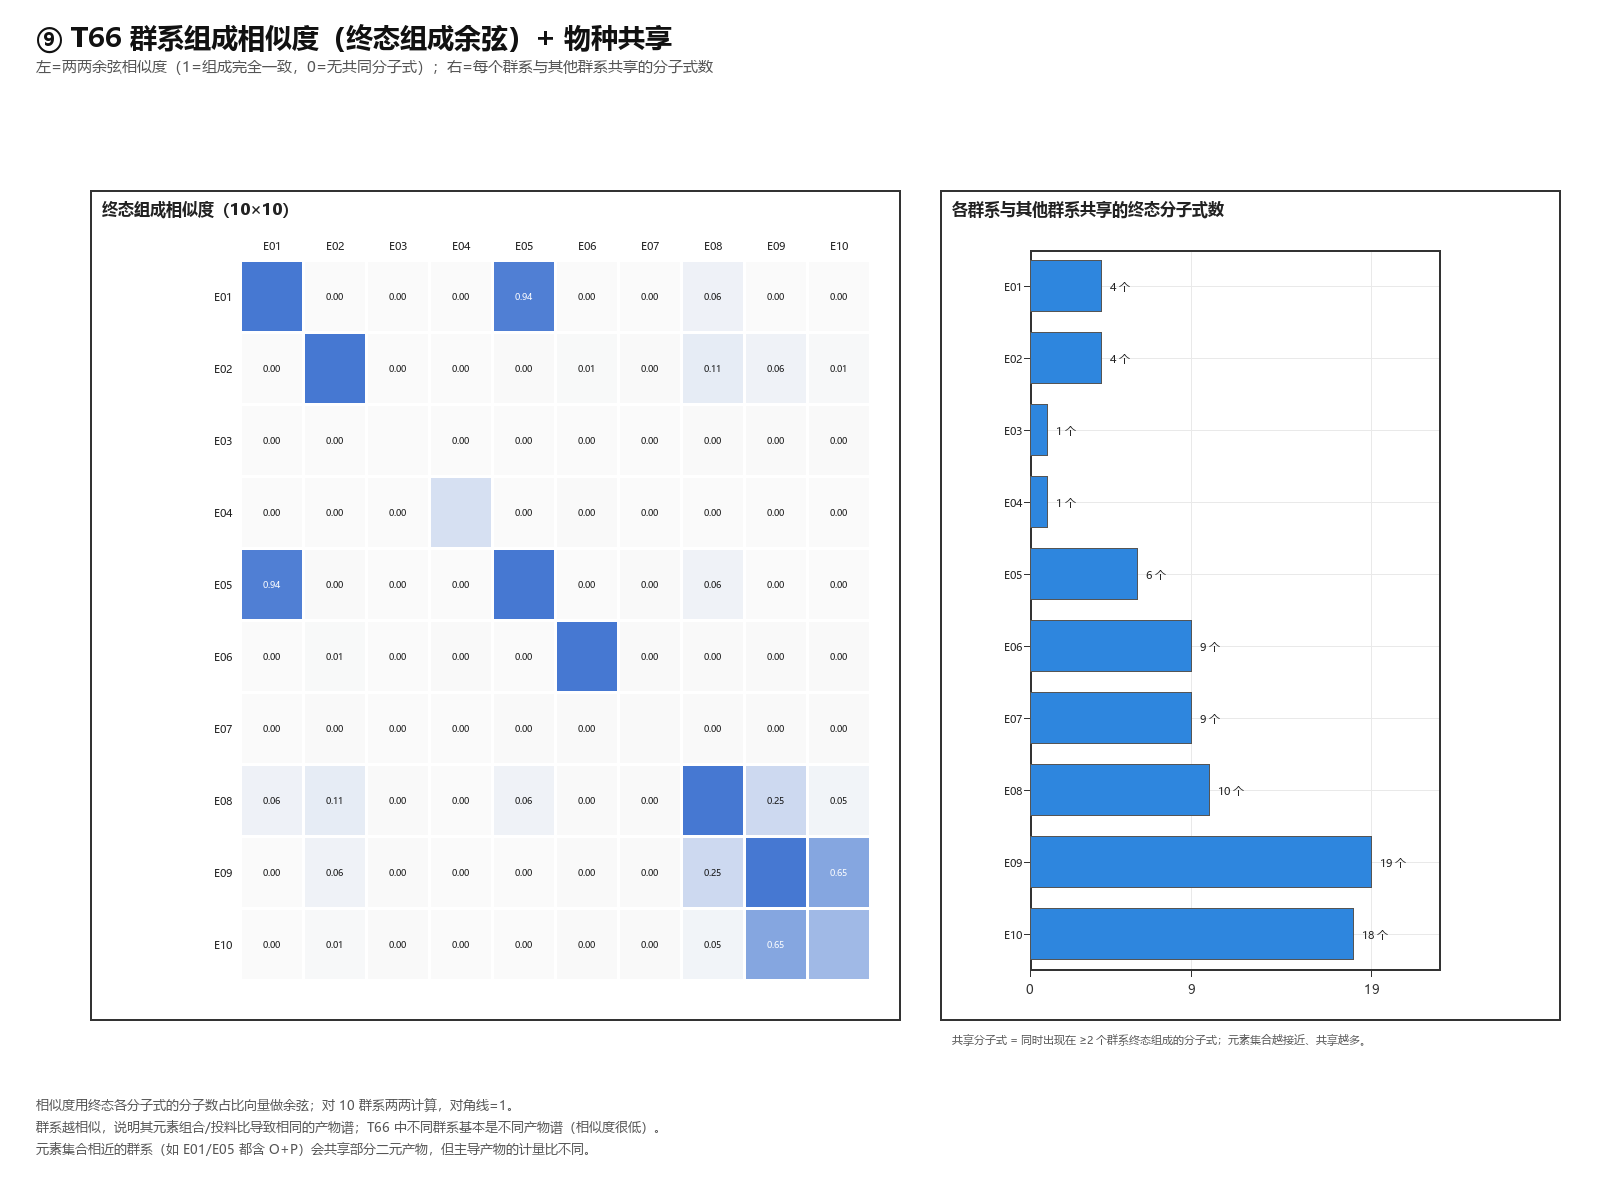 ⑨ T66 群系组成相似度（终态组成余弦）+ 物种共享
左=两两余弦相似度（1=组成完全一致，0=无共同分子式）；右=每个群系与其他群系共享的分子式数
终态组成相似度（10×10）
E01 E02 E03 E04 E05 E06 E07 E08 E09 E10
E01 0.00 0.00 0.00 0.94 0.00 0.00 0.06 0.00 0.00
E02 0.00 0.00 0.00 0.00 0.01 0.00 0.11 0.06 0.01
E03 0.00 0.00 0.00 0.00 0.00 0.00 0.00 0.00 0.00
E04 0.00 0.00 0.00 0.00 0.00 0.00 0.00 0.00 0.00
E05 0.94 0.00 0.00 0.00 0.00 0.00 0.06 0.00 0.00
E06 0.00 0.01 0.00 0.00 0.00 0.00 0.00 0.00 0.00
E07 0.00 0.00 0.00 0.00 0.00 0.00 0.00 0.00 0.00
E08 0.06 0.11 0.00 0.00 0.06 0.00 0.00 0.25 0.05
E09 0.00 0.06 0.00 0.00 0.00 0.00 0.00 0.25 0.65
E10 0.00 0.01 0.00 0.00 0.00 0.00 0.00 0.05 0.65
各群系与其他群系共享的终态分子式数
E01 4 个
E02 4 个
E03 1 个
E04 1 个
E05 6 个
E06 9 个
E07 9 个
E08 10 个
E09 19 个
E10 18 个
0 9 19
共享分子式 = 同时出现在 ≥2 个群系终态组成的分子式；元素集合越接近、共享越多。
相似度用终态各分子式的分子数占比向量做余弦；对 10 群系两两计算，对角线=1。
群系越相似，说明其元素组合/投料比导致相同的产物谱；T66 中不同群系基本是不同产物谱（相似度很低）。
元素集合相近的群系（如 E01/E05 都含 O+P）会共享部分二元产物，但主导产物的计量比不同。